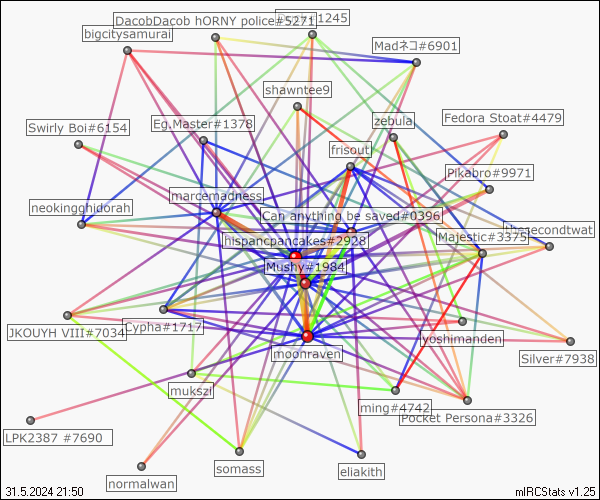 DacobDacob hORNY police#5271
1245
bigcitysamurai
Madネコ#6901
shawntee9
Swirly Boi#6154
Eg.Master#1378
zebula
Fedora Stoat#4479
frisouti
Pikabro#9971
marcemadness
neokingghidorah
Can anything be saved#0396
thesecondtwat
hispancpancakes#2928
Majestic#3375
Mushy#1984
JKOUYH VIII#7034
Cypha#1717
moonraven
yoshimanden
Silver#7938
mukszi
ming#4742
Pocket Persona#3326
LPK2387 #7690
somass
eliakith
normalwan
31.5.2024 21:50
mIRCStats v1.25